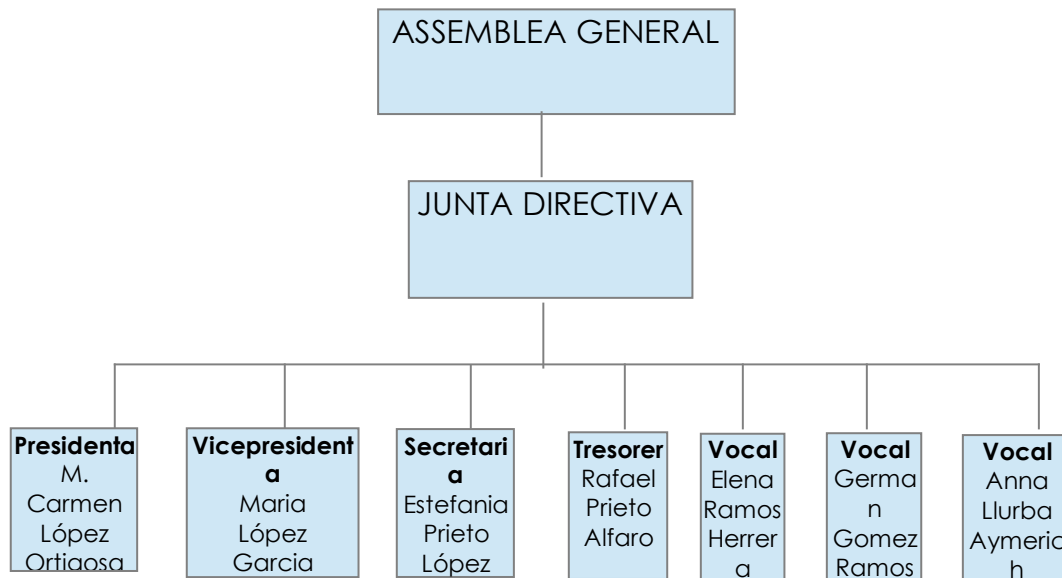 ASSEMBLEA GENERAL
JUNTA DIRECTIVA
Presidenta
M.
Carmen
López
Ortigosa
Vicepresident
a
Maria
López
Garcia
Secretari
a
Estefania
Prieto
López
Tresorer
Rafael
Prieto
Alfaro
Vocal
Elena
Ramos
Herrer
a
Vocal
Germa
n
Gomez
Ramos
Vocal
Anna
Llurba
Aymeric
h